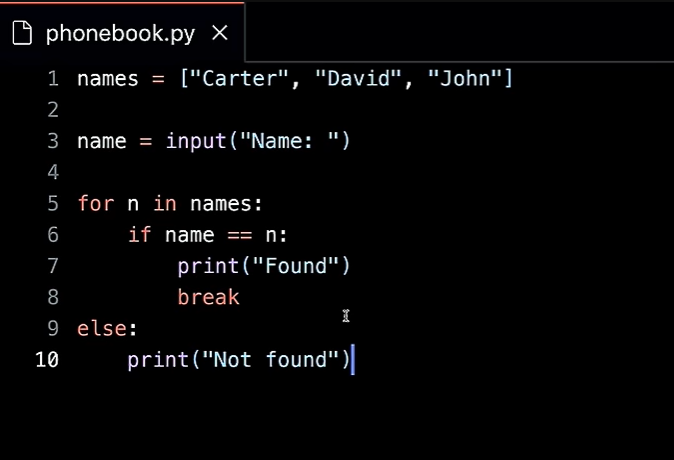 phonebook.py ×
1 names = ["Carter", "David", "John"]
2
3 name = input("Name: ")
4
5 for n in names:
6     if name == n:
7         print("Found")
8         break
9 else:
10     print("Not found")